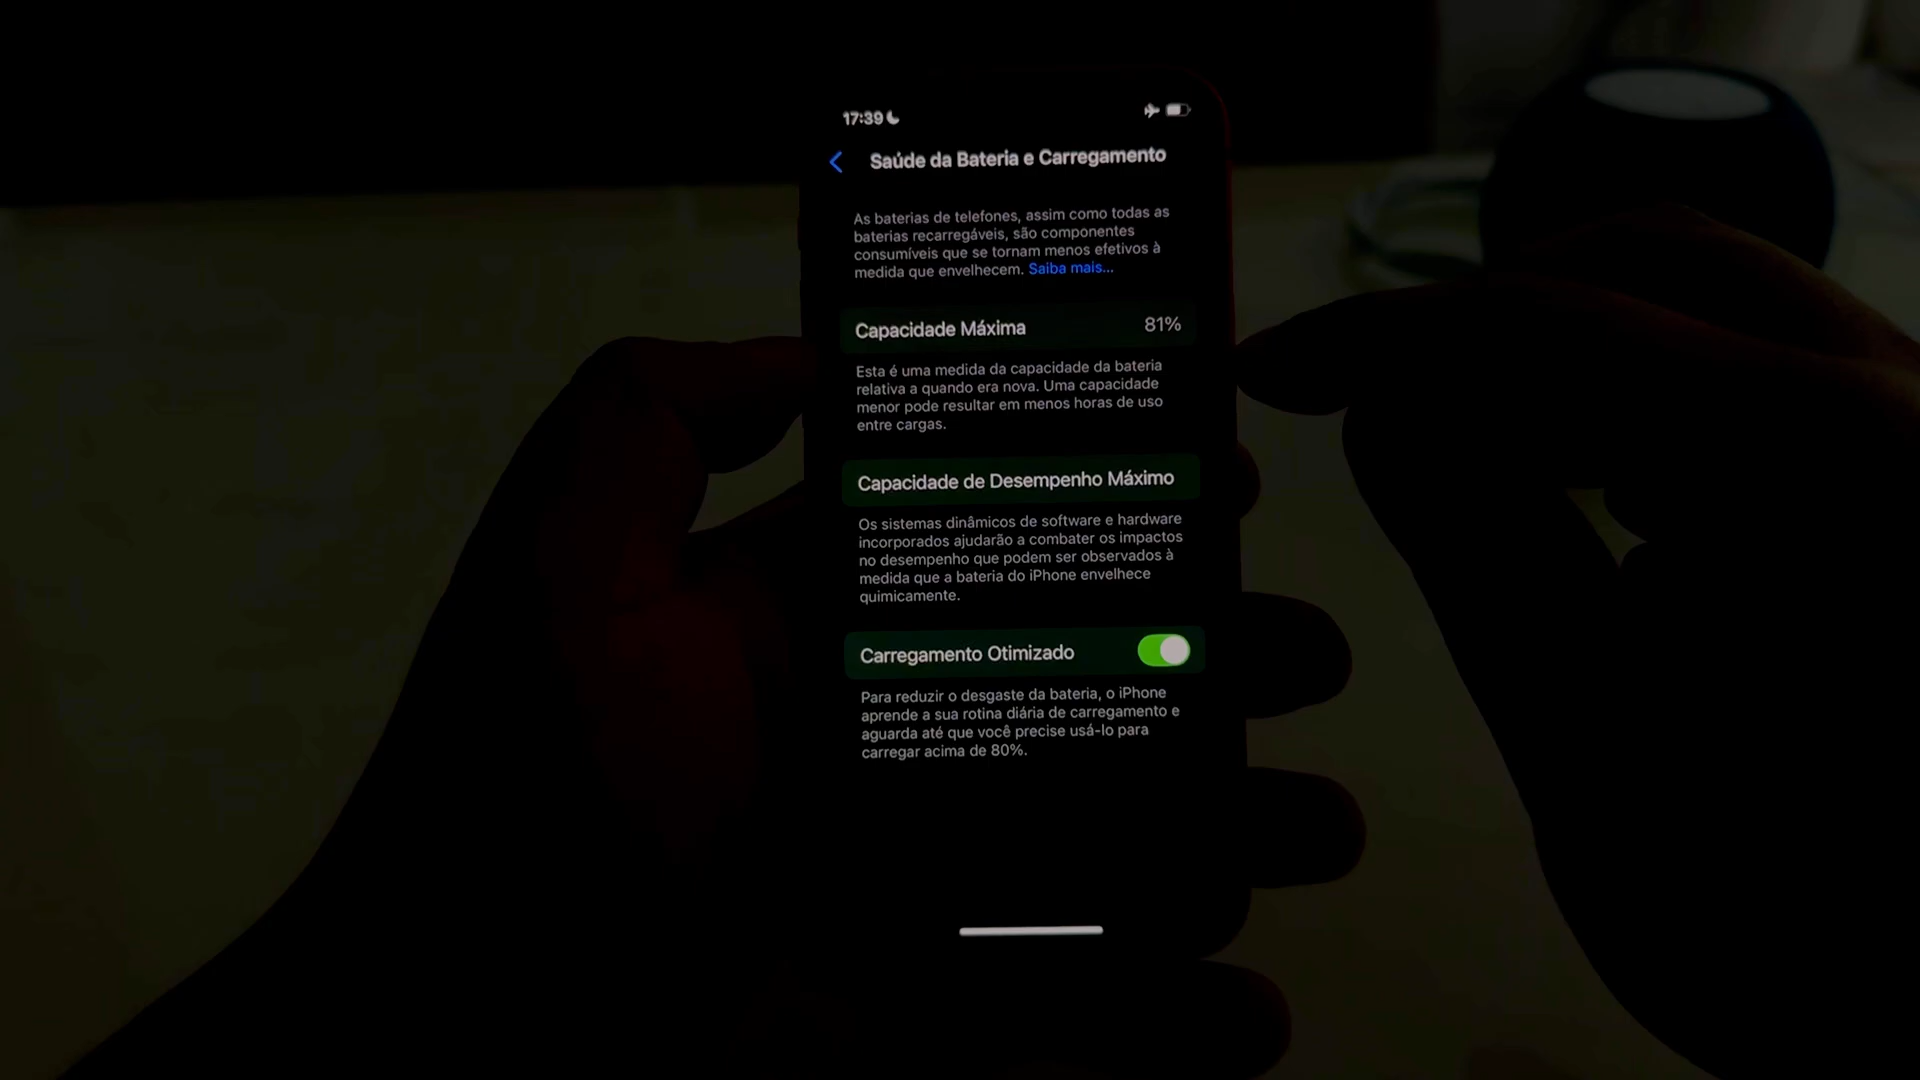 17:39
Saúde da Bateria e Carregamento
As baterias de telefones, assim como todas as
baterias recarregáveis, são componentes
consumíveis que se tornam menos efetivos à
medida que envelhecem. Saiba mais...
Capacidade Máxima 81%
Esta é uma medida da capacidade da bateria
relativa a quando era nova. Uma capacidade
menor pode resultar em menos horas de uso
entre cargas.
Capacidade de Desempenho Máximo
Os sistemas dinâmicos de software e hardware
incorporados ajudarão a combater os impactos
no desempenho que podem ser observados à
medida que a bateria do iPhone envelhece
quimicamente.
Carregamento Otimizado
Para reduzir o desgaste da bateria, o iPhone
aprende a sua rotina diária de carregamento e
aguarda até que você precise usá-lo para
carregar acima de 80%.